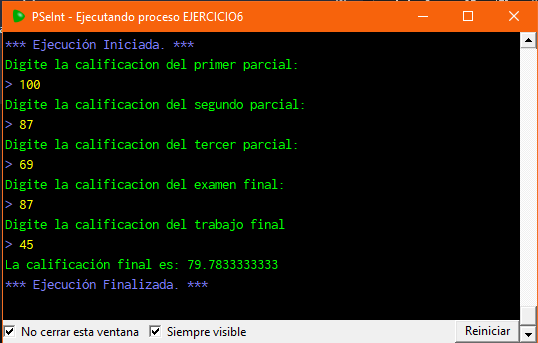 PSeInt - Ejecutando proceso EJERCICIO6
*** Ejecución Iniciada. ***
Digite la calificacion del primer parcial:
> 100
Digite la calificacion del segundo parcial:
> 87
Digite la calificacion del tercer parcial:
> 69
Digite la calificacion del examen final:
> 87
Digite la calificacion del trabajo final
> 45
La calificación final es: 79.7833333333
*** Ejecución Finalizada. ***
No cerrar esta ventana Siempre visible Reiniciar